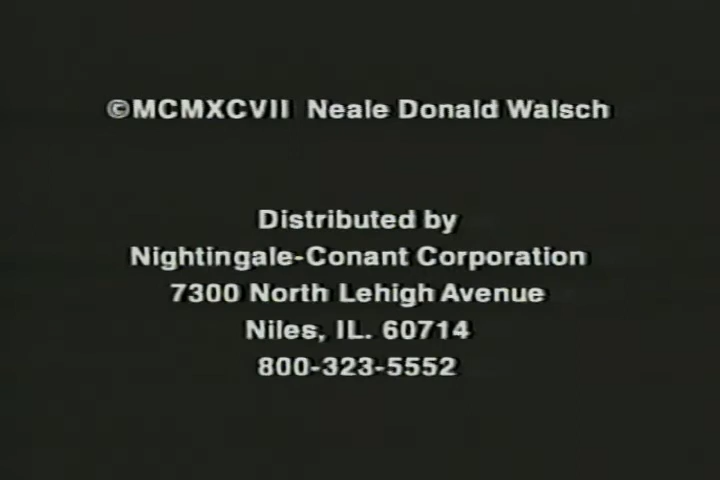 ©MCMXCVII Neale Donald Walsch
Distributed by
Nightingale-Conant Corporation
7300 North Lehigh Avenue
Niles, IL. 60714
800-323-5552